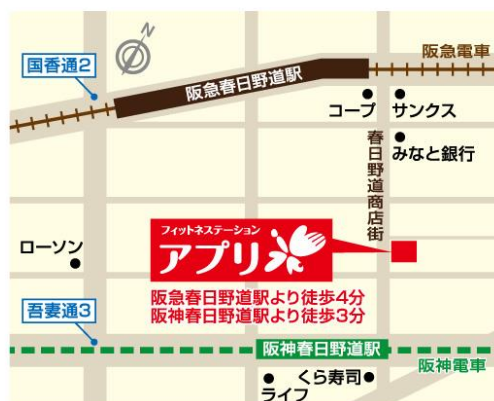 N
国香通2
阪急電車
阪急春日野道駅
コープ
サンクス
みなと銀行
春日野道商店街
フィットネステーション
アプリ
ローソン
阪急春日野道駅より徒歩4分
阪神春日野道駅より徒歩3分
吾妻通3
阪神春日野道駅
阪神電車
くら寿司
ライフ